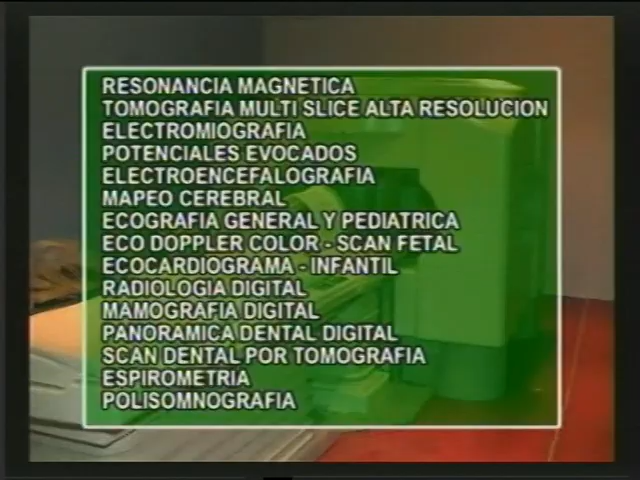 RESONANCIA MAGNETICA
TOMOGRAFIA MULTI SLICE ALTA RESOLUCION
ELECTROMIOGRAFIA
POTENCIALES EVOCADOS
ELECTROENCEFALOGRAFIA
MAPEO CEREBRAL
ECOGRAFIA GENERAL Y PEDIATRICA
ECO DOPPLER COLOR - SCAN FETAL
ECOCARDIOGRAMA - INFANTIL
RADIOLOGIA DIGITAL
MAMOGRAFIA DIGITAL
PANORAMICA DENTAL DIGITAL
SCAN DENTAL POR TOMOGRAFIA
ESPIROMETRIA
POLISOMNOGRAFIA